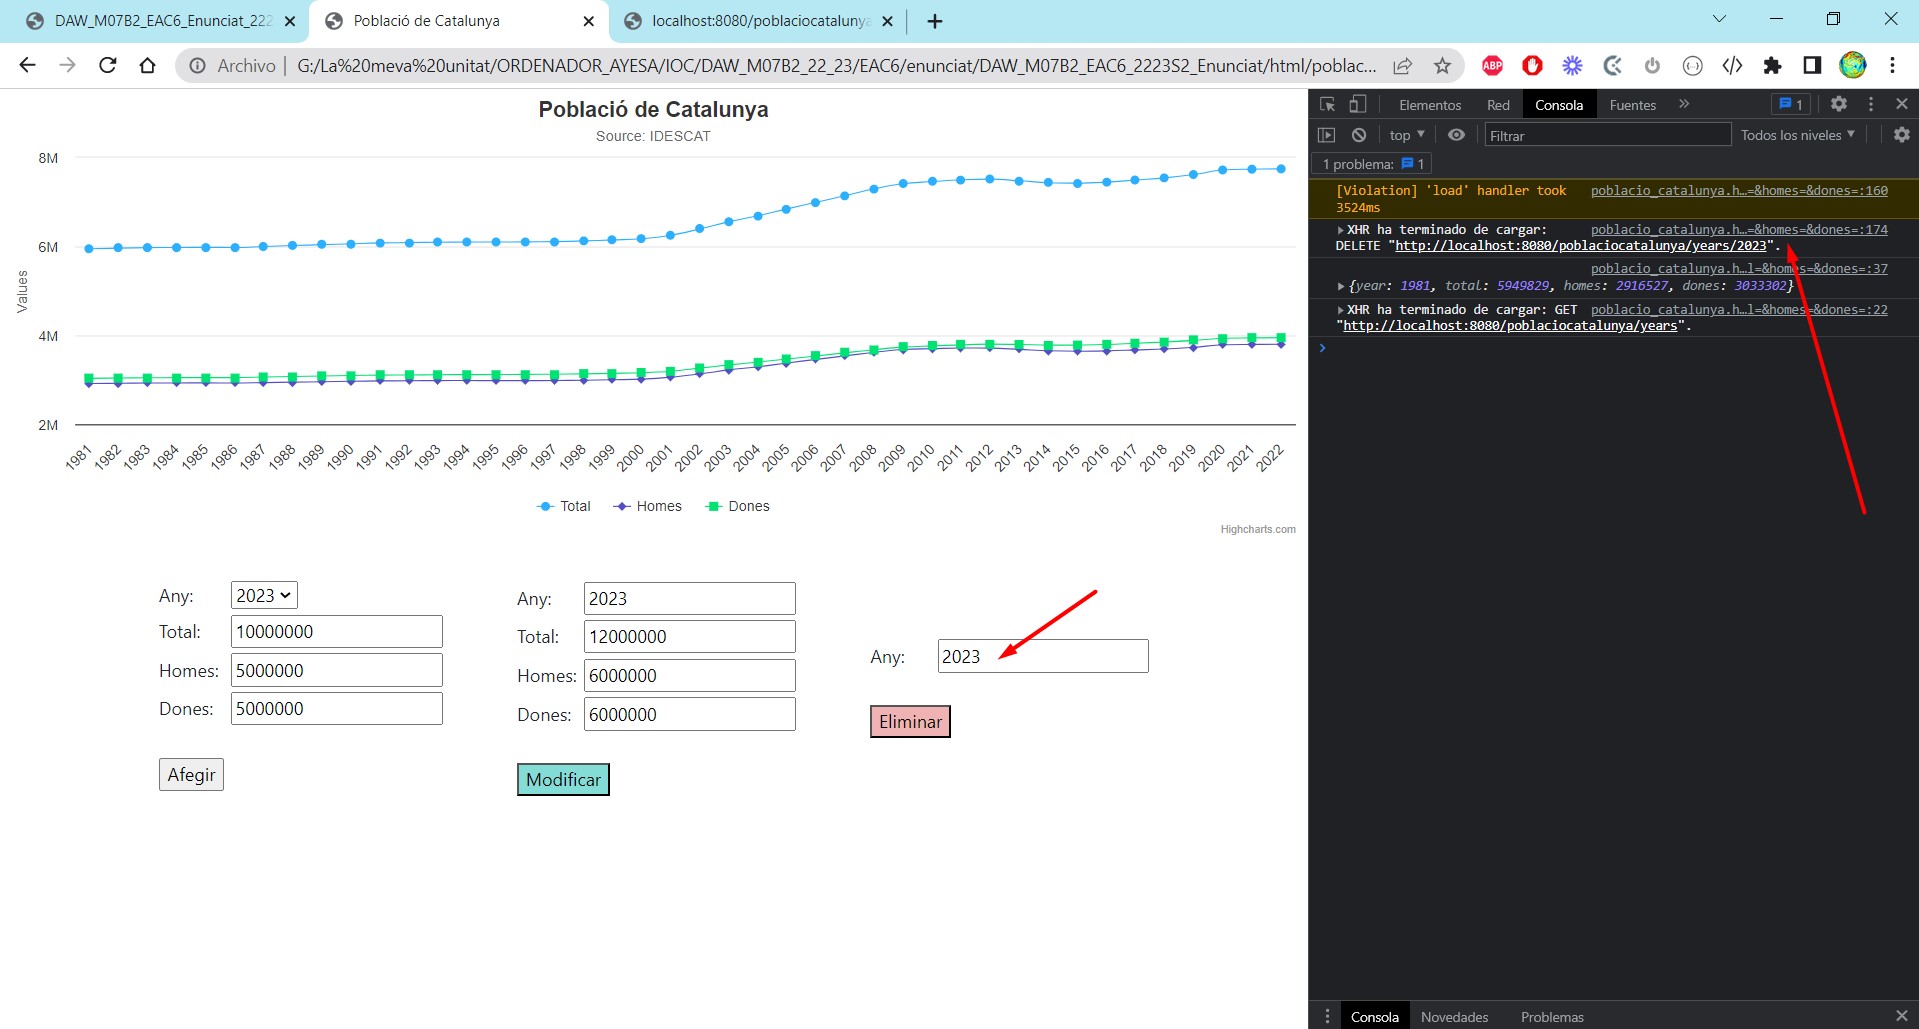 DAW_M07B2_EAC6_Enunciat_222
Població de Catalunya
localhost:8080/poblaciocatalunya
Archivo
G:/La%20meva%20unitat/ORDENADOR_AYESA/IOC/DAW_M07B2_22_23/EAC6/enunciat/DAW_M07B2_EAC6_2223S2_Enunciat/html/poblac...
ABP
Població de Catalunya
Source: IDESCAT
8M
6M
Values
4M
2M
1981 1982 1983 1984 1985 1986 1987 1988 1989 1990 1991 1992 1993 1994 1995 1996 1997 1998 1999 2000 2001 2002 2003 2004 2005 2006 2007 2008 2009 2010 2011 2012 2013 2014 2015 2016 2017 2018 2019 2020 2021 2022
Total Homes Dones
Highcharts.com
Any: 2023
Total: 10000000
Homes: 5000000
Dones: 5000000
Afegir
Any: 2023
Total: 12000000
Homes: 6000000
Dones: 6000000
Modificar
Any: 2023
Eliminar
Elementos Red Consola Fuentes » 1
top Filtrar Todos los niveles
1 problema: 1
[Violation] 'load' handler took poblacio_catalunya.h…=&homes=&dones=:160
3524ms
XHR ha terminado de cargar: poblacio_catalunya.h…=&homes=&dones=:174
DELETE "http://localhost:8080/poblaciocatalunya/years/2023".
poblacio_catalunya.h…l=&homes=&dones=:37
{year: 1981, total: 5949829, homes: 2916527, dones: 3033302}
XHR ha terminado de cargar: GET poblacio_catalunya.h…l=&homes=&dones=:22
"http://localhost:8080/poblaciocatalunya/years".
Consola Novedades Problemas